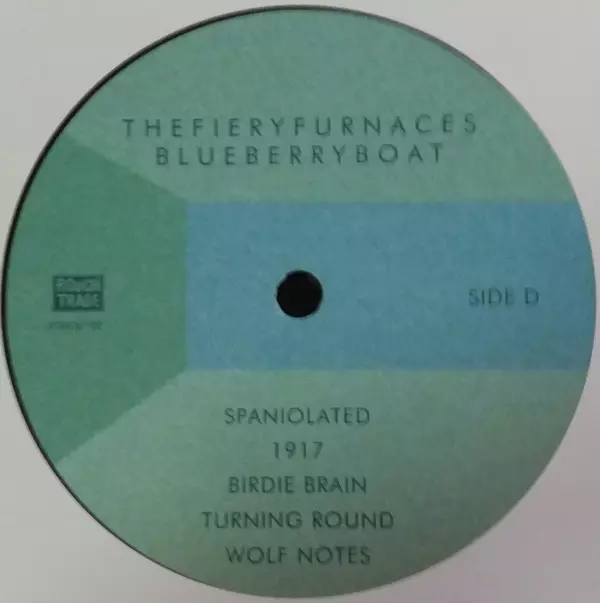 THEFIERYFURNACES
BLUEBERRYBOAT
ROUGH
TRADE
SIDE D
SPANIOLATED
1917
BIRDIE BRAIN
TURNING ROUND
WOLF NOTES